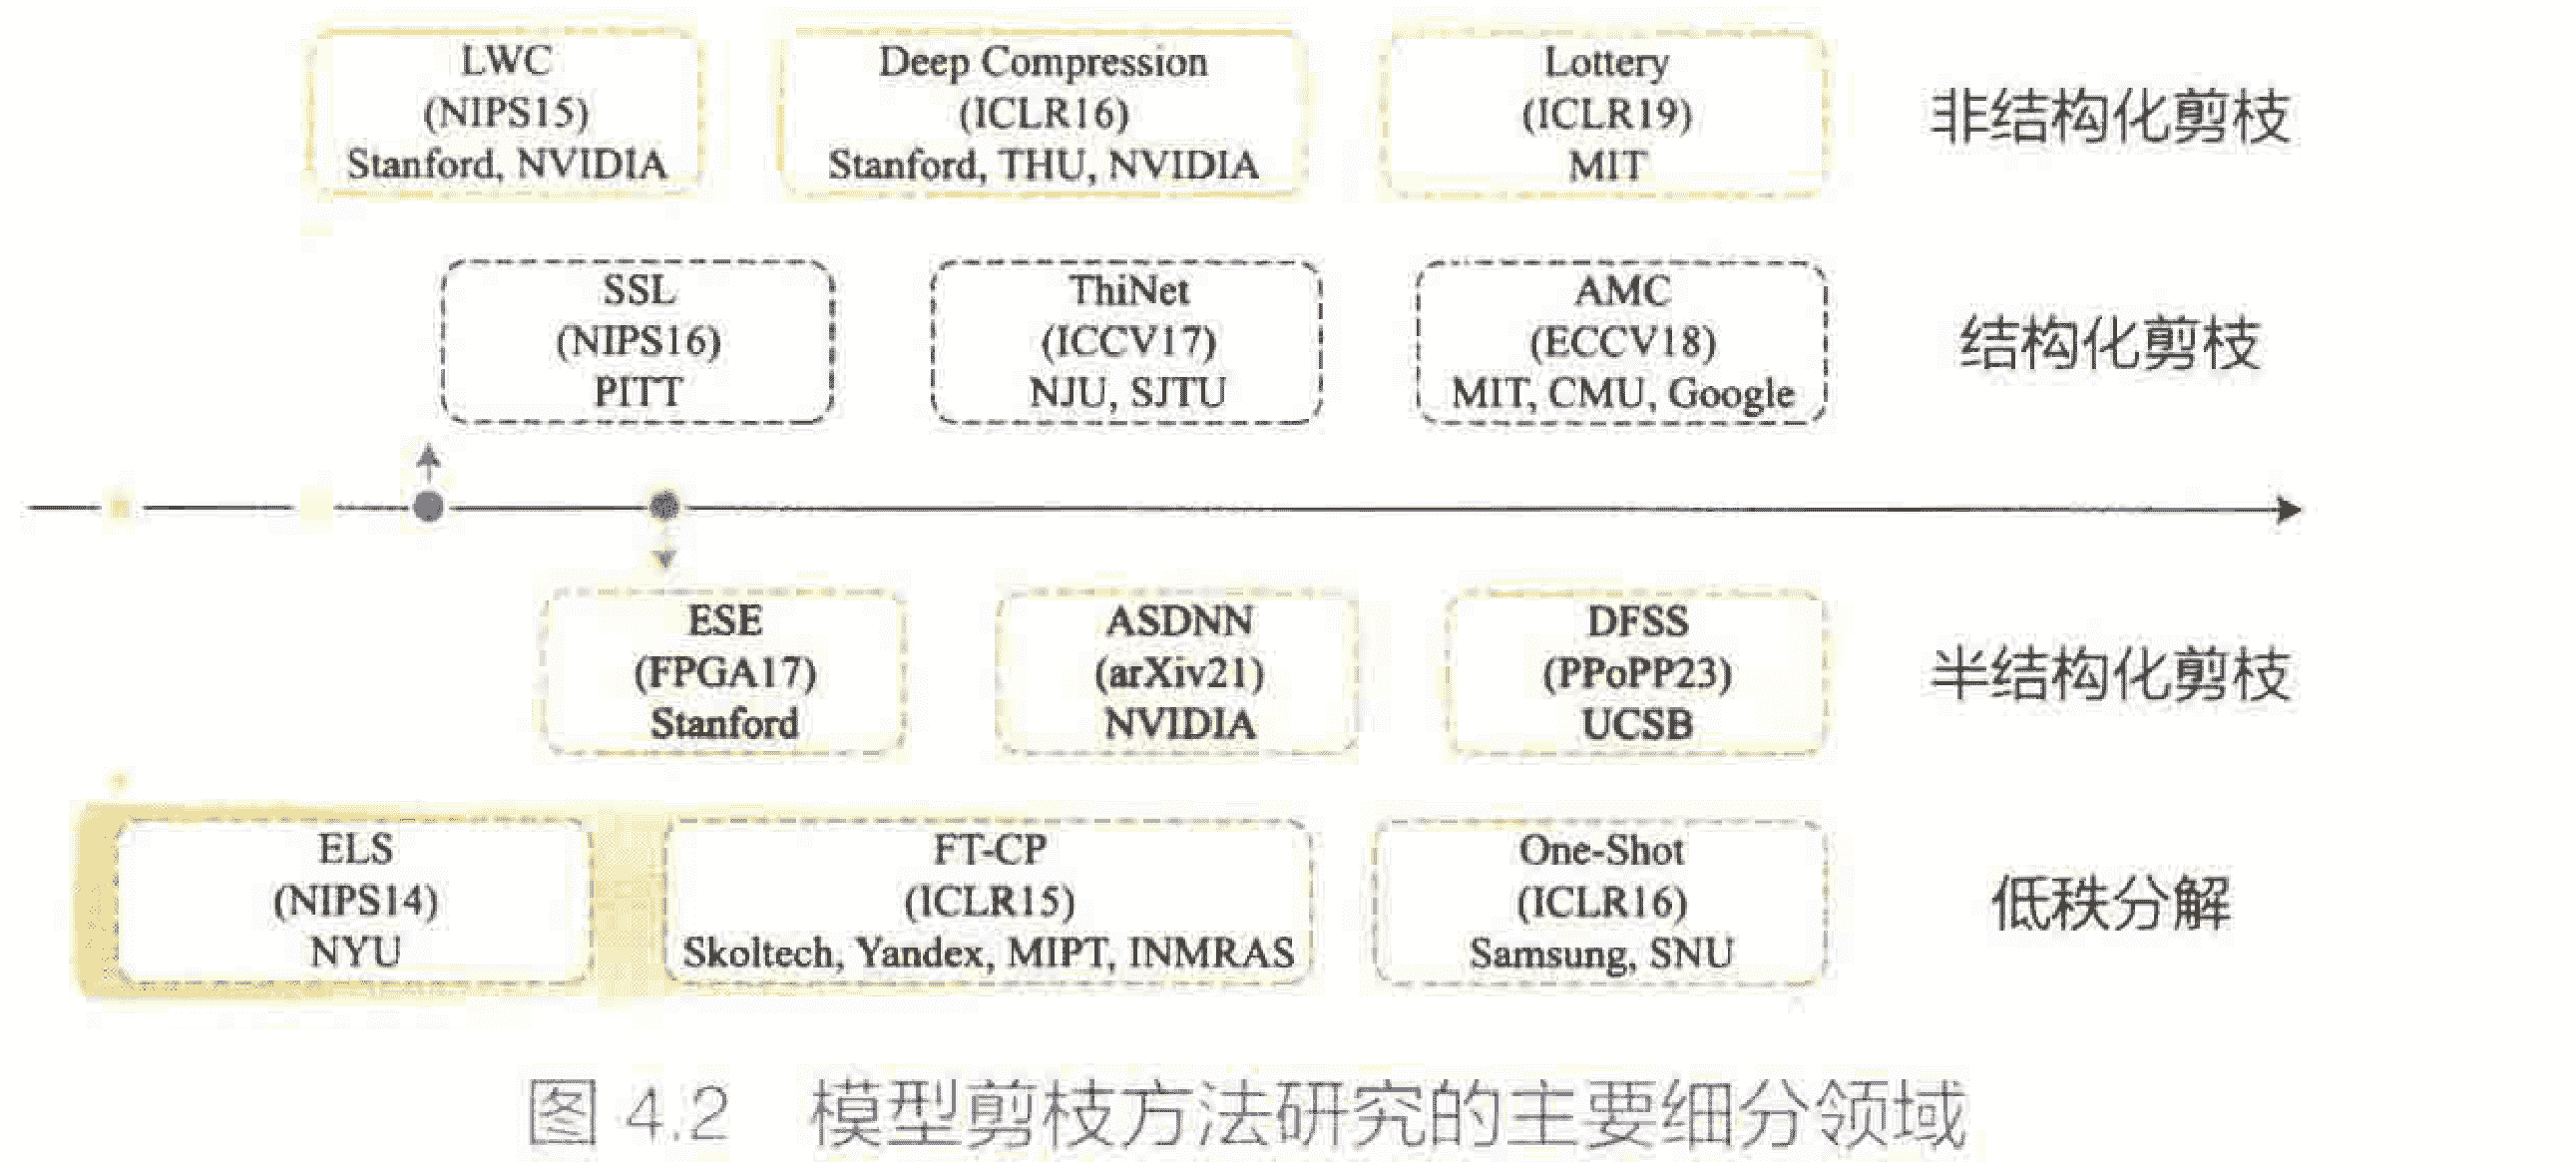 LWC
(NIPS15)
Stanford, NVIDIA
Deep Compression
(ICLR16)
Stanford, THU, NVIDIA
Lottery
(ICLR19)
MIT
非结构化剪枝
SSL
(NIPS16)
PITT
ThiNet
(ICCV17)
NJU, SJTU
AMC
(ECCV18)
MIT, CMU, Google
结构化剪枝
ESE
(FPGA17)
Stanford
ASDNN
(arXiv21)
NVIDIA
DFSS
(PPoPP23)
UCSB
半结构化剪枝
ELS
(NIPS14)
NYU
FT-CP
(ICLR15)
Skoltech, Yandex, MIPT, INMRAS
One-Shot
(ICLR16)
Samsung, SNU
低秩分解
图 4.2 模型剪枝方法研究的主要细分领域